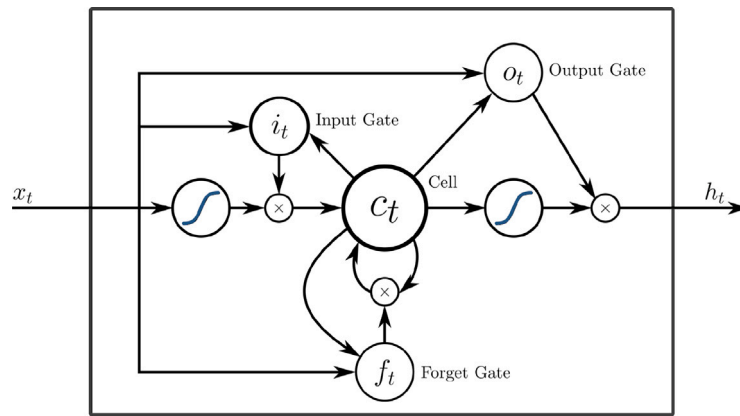 o_t Output Gate
i_t Input Gate
x_t
×
c_t Cell
×
h_t
×
f_t Forget Gate